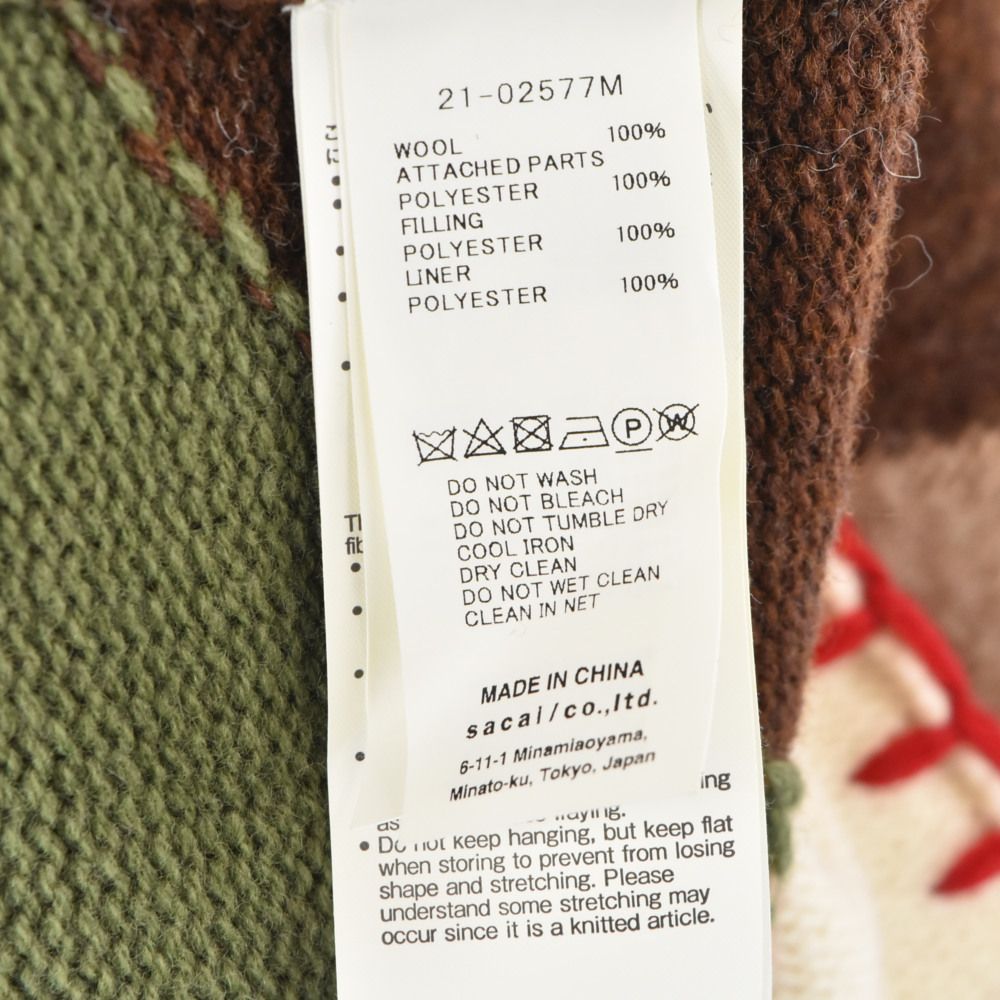 21-02577M
WOOL 100%
ATTACHED PARTS
POLYESTER 100%
FILLING
POLYESTER 100%
LINER
POLYESTER 100%
P W
DO NOT WASH
DO NOT BLEACH
DO NOT TUMBLE DRY
COOL IRON
DRY CLEAN
DO NOT WET CLEAN
CLEAN IN NET
MADE IN CHINA
sacai/co.,ltd.
6-11-1 Minamiaoyama,
Minato-ku, Tokyo, Japan
as
• Do not keep hanging, but keep flat
when storing to prevent from losing
shape and stretching. Please
understand some stretching may
occur since it is a knitted article.